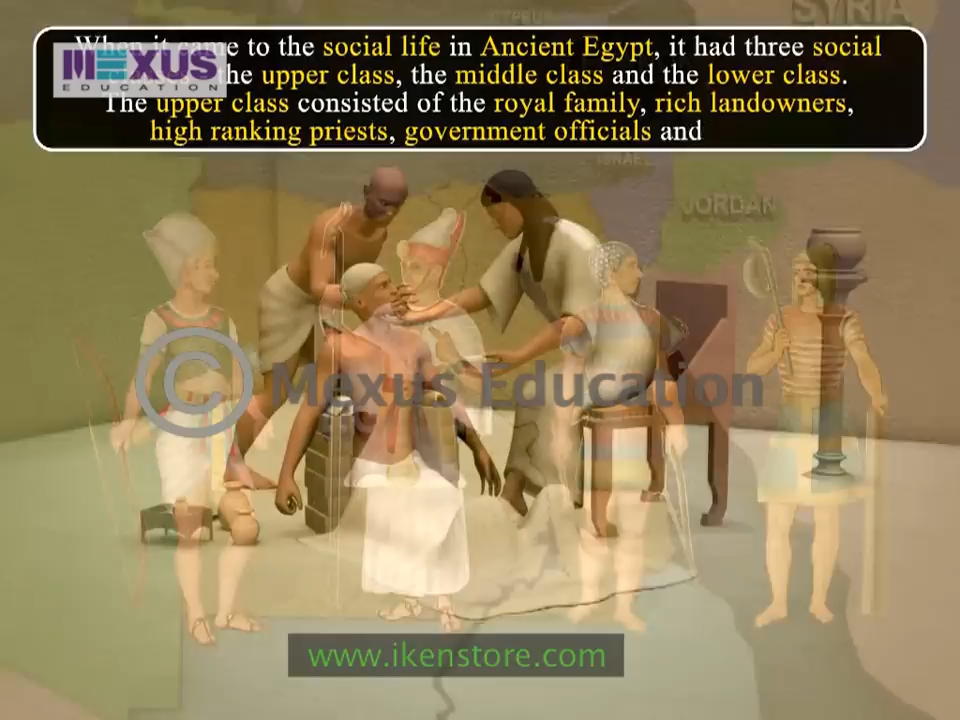 SYRIA
When it came to the social life in Ancient Egypt, it had three social
the upper class, the middle class and the lower class.
The upper class consisted of the royal family, rich landowners,
high ranking priests, government officials and
MEXUS
EDUCATION
ISRAEL
JORDAN
© Mexus Education
www.ikenstore.com